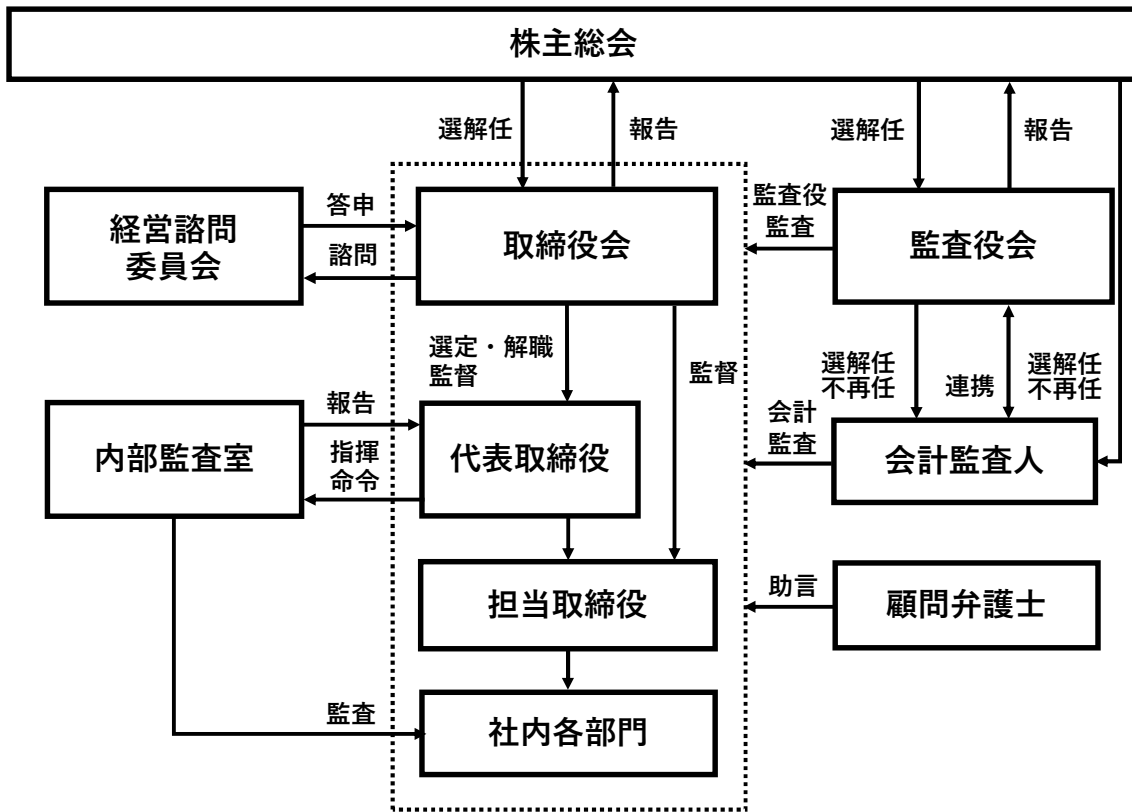 株主総会
選解任
報告
選解任
報告
経営諮問
委員会
答申
諮問
取締役会
監査役
監査
監査役会
選定・解職
監督
監督
選解任
不再任
連携
選解任
不再任
内部監査室
報告
指揮
命令
代表取締役
会計
監査
会計監査人
担当取締役
助言
顧問弁護士
監査
社内各部門